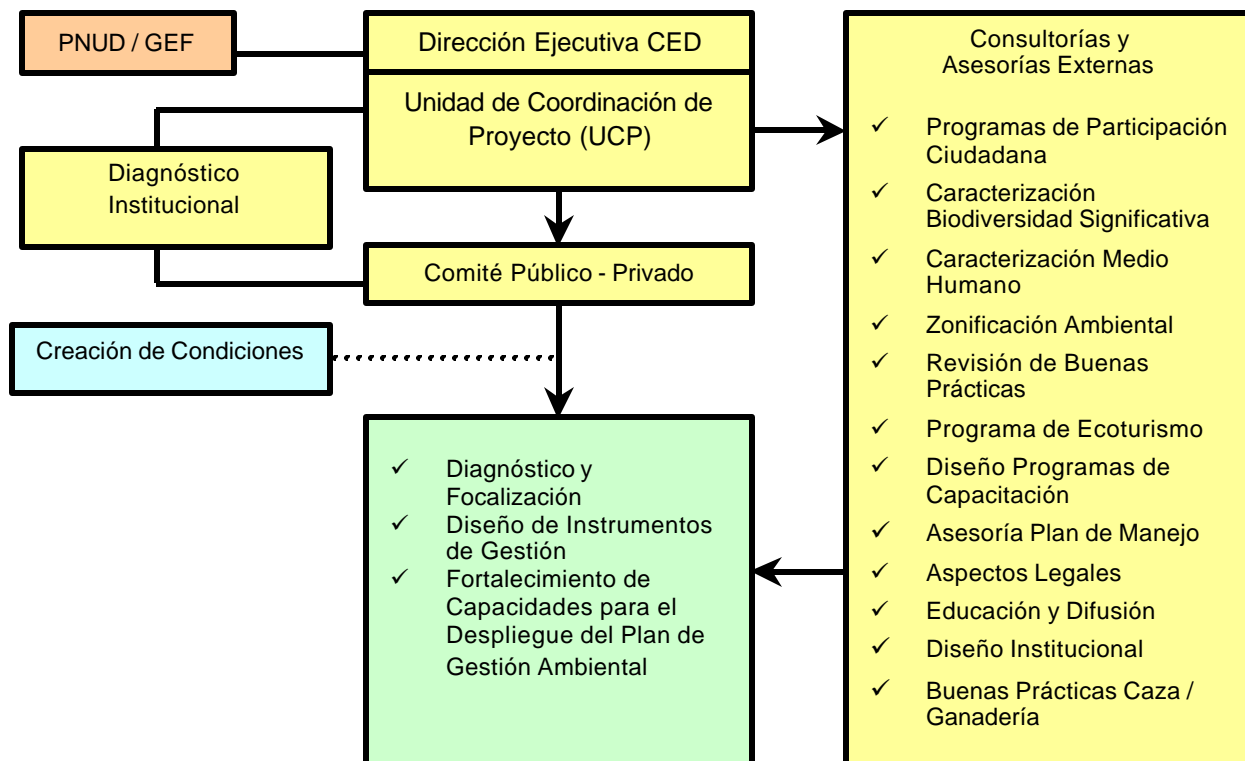 PNUD / GEF
Dirección Ejecutiva CED
Unidad de Coordinación de
Proyecto (UCP)
Diagnóstico
Institucional
Comité Público - Privado
Creación de Condiciones
✓ Diagnóstico y
Focalización
✓ Diseño de Instrumentos
de Gestión
✓ Fortalecimiento de
Capacidades para el
Despliegue del Plan de
Gestión Ambiental
Consultorías y
Asesorías Externas
✓ Programas de Participación
Ciudadana
✓ Caracterización
Biodiversidad Significativa
✓ Caracterización Medio
Humano
✓ Zonificación Ambiental
✓ Revisión de Buenas
Prácticas
✓ Programa de Ecoturismo
✓ Diseño Programas de
Capacitación
✓ Asesoría Plan de Manejo
✓ Aspectos Legales
✓ Educación y Difusión
✓ Diseño Institucional
✓ Buenas Prácticas Caza /
Ganadería